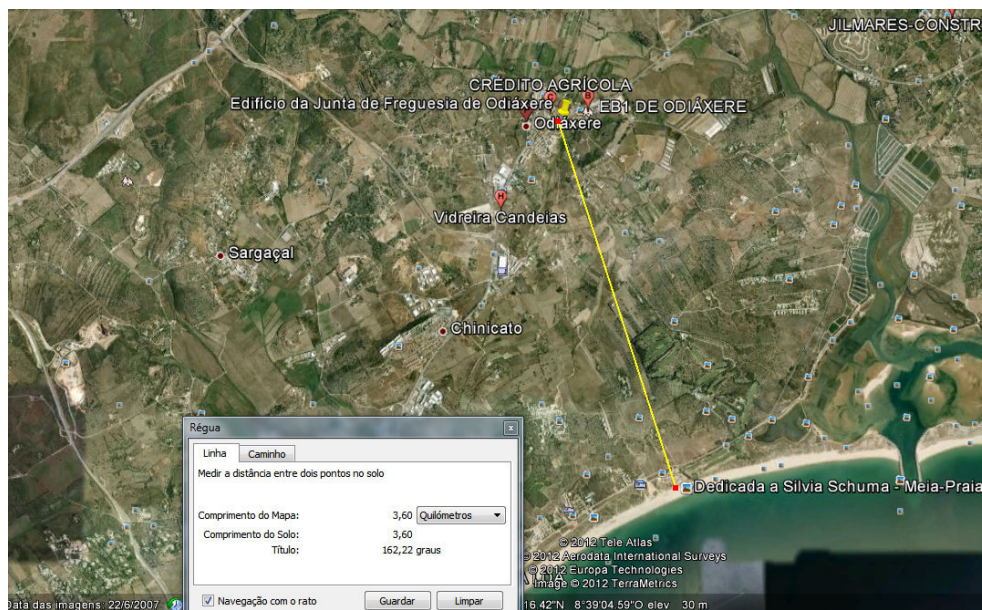 JILMARES-CONSTR
CRÉDITO AGRÍCOLA
Edifício da Junta de Freguesia de Odiáxere
EB1 DE ODIÁXERE
Odiáxere
H
Vidreira Candeias
Sargaçal
Chinicato
Dedicada a Silvia Schuma - Meia-Praia
Régua
Linha
Caminho
Medir a distância entre dois pontos no solo
Comprimento do Mapa: 3,60 Quilómetros
Comprimento do Solo: 3,60
Título: 162,22 graus
Navegação com o rato
Guardar
Limpar
© 2012 Tele Atlas
© 2012 Aerodata International Surveys
© 2012 Europa Technologies
Image © 2012 TerraMetrics
Data das imagens: 22/6/2007
16.42"N 8°39'04.59"O elev 30 m